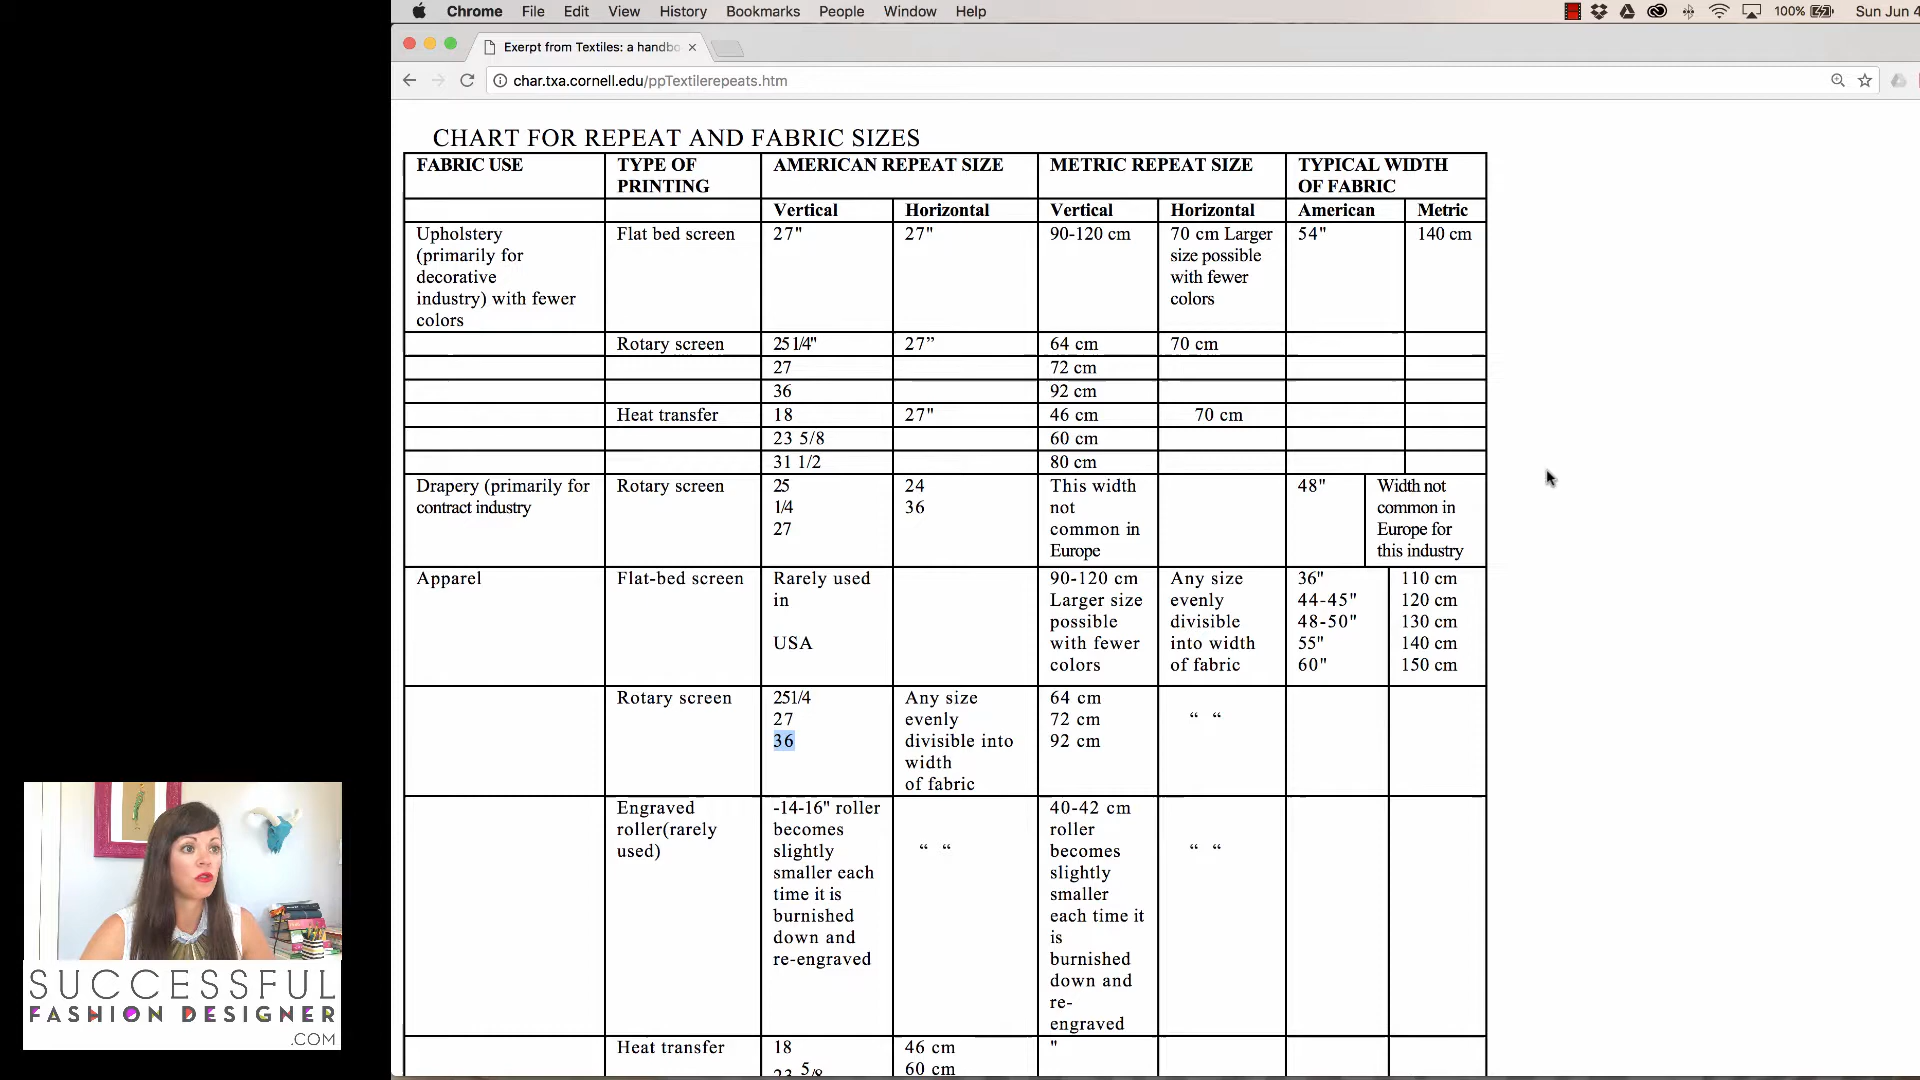 Chrome File Edit View History Bookmarks People Window Help 100% Sun Jun 4
Exerpt from Textiles: a handbo
char.txa.cornell.edu/ppTextilerepeats.htm
CHART FOR REPEAT AND FABRIC SIZES
FABRIC USE
TYPE OF
PRINTING
AMERICAN REPEAT SIZE
METRIC REPEAT SIZE
TYPICAL WIDTH
OF FABRIC
Vertical
Horizontal
Vertical
Horizontal
American
Metric
Upholstery
(primarily for
decorative
industry) with fewer
colors
Flat bed screen
27"
27"
90-120 cm
70 cm Larger
size possible
with fewer
colors
54"
140 cm
Rotary screen
25 1/4"
27”
64 cm
70 cm
27
72 cm
36
92 cm
Heat transfer
18
27"
46 cm
70 cm
23 5/8
60 cm
31 1/2
80 cm
Drapery (primarily for
contract industry
Rotary screen
25
1/4
27
24
36
This width
not
common in
Europe
48"
Width not
common in
Europe for
this industry
Apparel
Flat-bed screen
Rarely used
in
USA
90-120 cm
Larger size
possible
with fewer
colors
Any size
evenly
divisible
into width
of fabric
36"
44-45"
48-50"
55"
60"
110 cm
120 cm
130 cm
140 cm
150 cm
Rotary screen
251/4
27
36
Any size
evenly
divisible into
width
of fabric
64 cm
72 cm
92 cm
“ “
Engraved
roller(rarely
used)
-14-16" roller
becomes
slightly
smaller each
time it is
burnished
down and
re-engraved
“ “
40-42 cm
roller
becomes
slightly
smaller
each time it
is
burnished
down and
re-
engraved
“ “
Heat transfer
18
23 5/8
46 cm
60 cm
"
SUCCESSFUL
FASHION DESIGNER
.COM